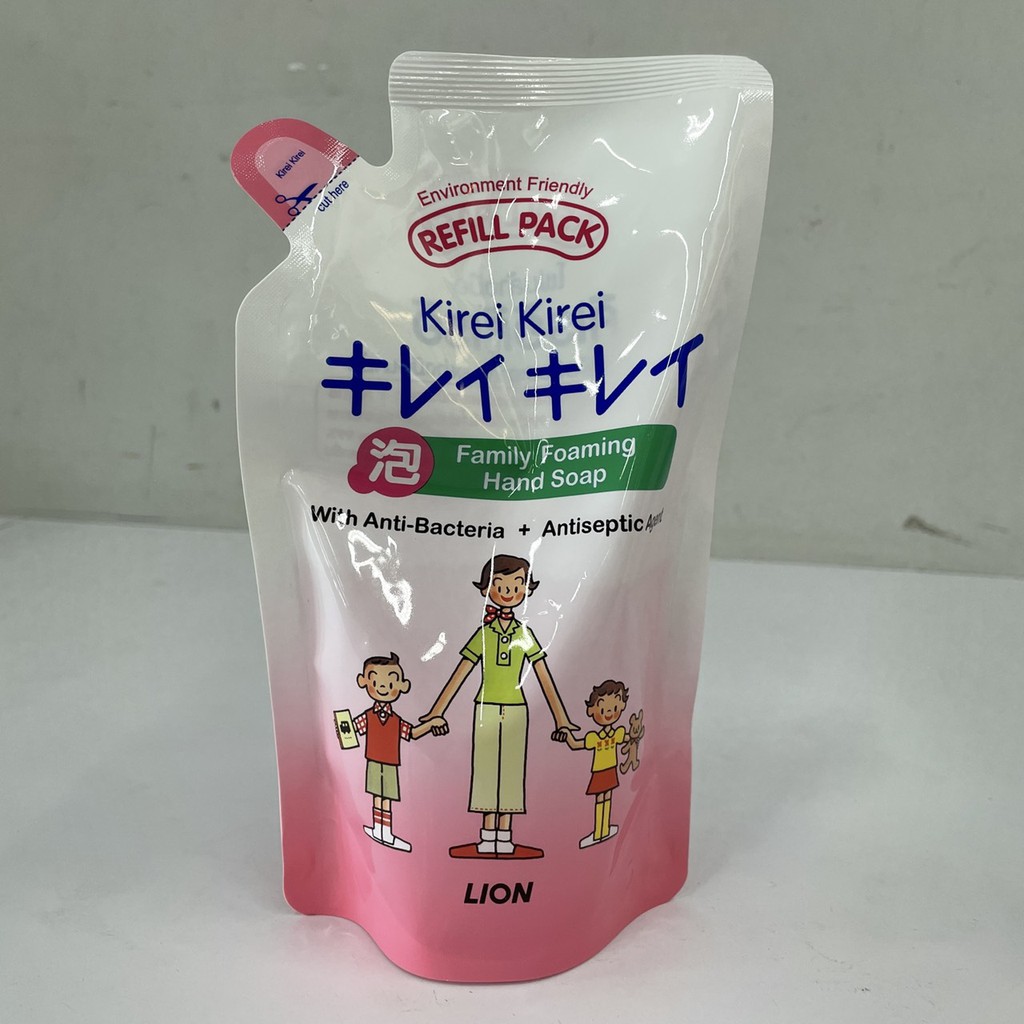 Kirei Kirei
cut here
Environment Friendly
REFILL PACK
Kirei Kirei
キレイ キレイ
泡
Family Foaming
Hand Soap
With Anti-Bacteria + Antiseptic Agent
LION